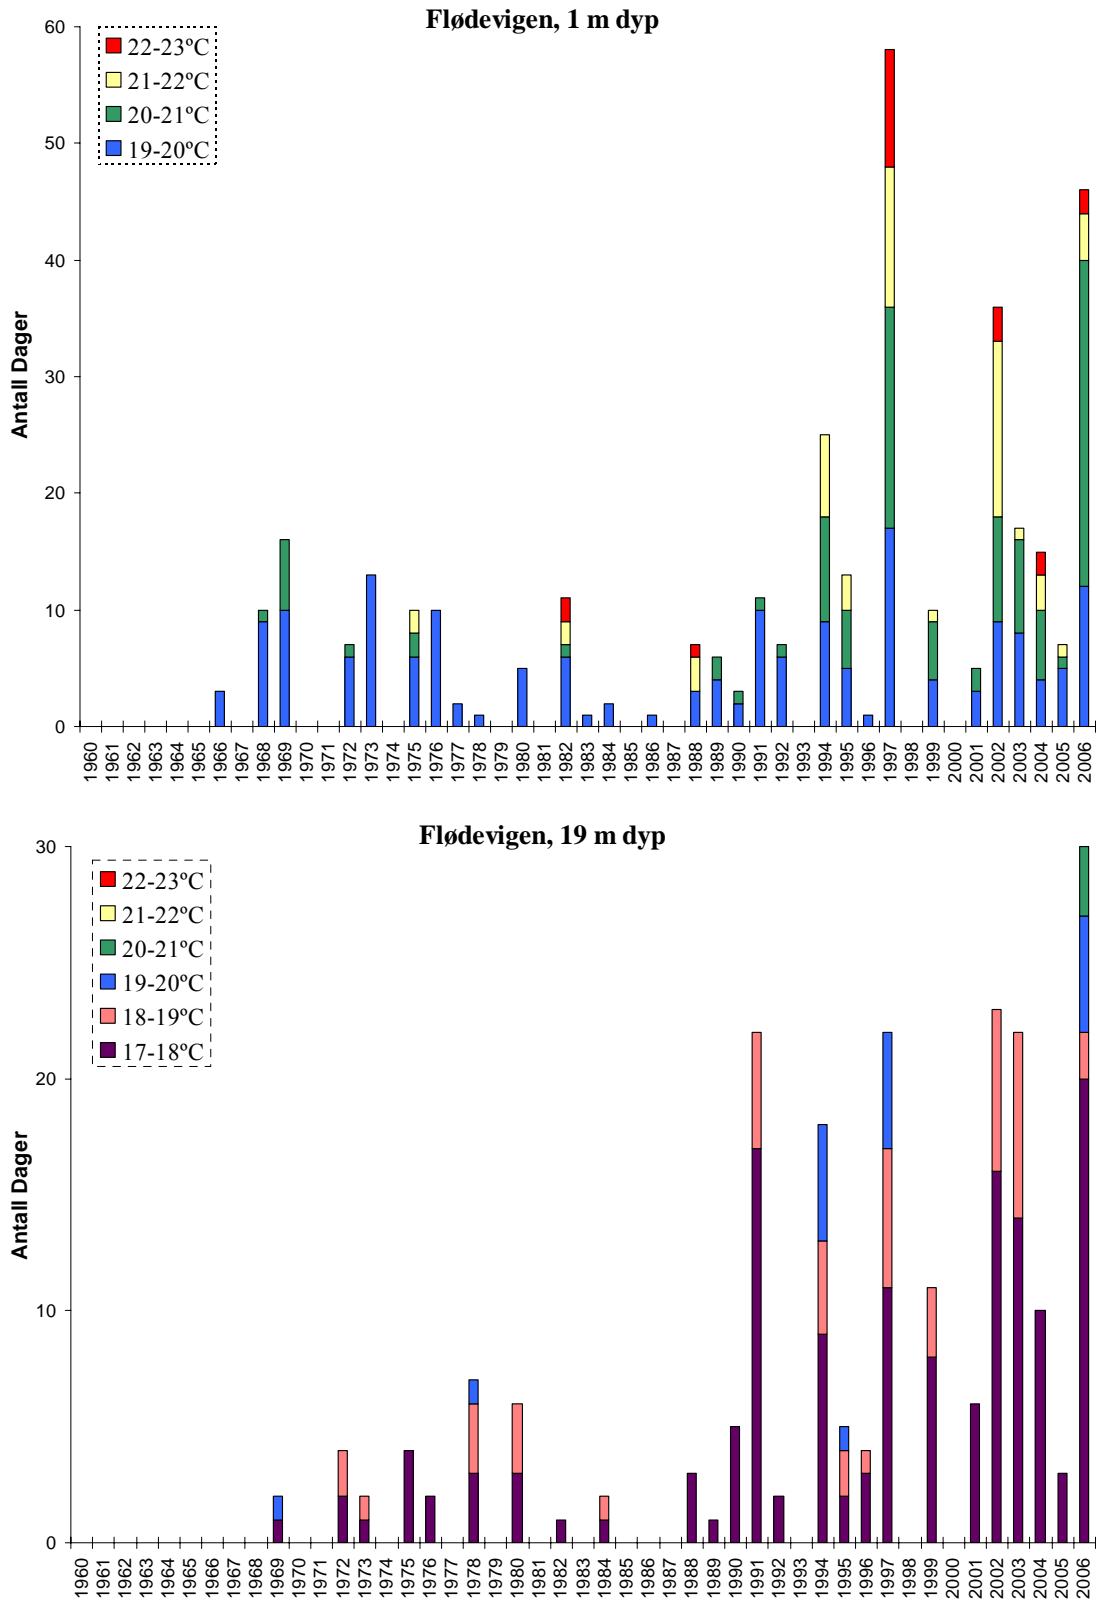 Flødevigen, 1 m dyp
22-23ºC
21-22ºC
20-21ºC
19-20ºC
Antall Dager
60
50
40
30
20
10
0
1960 1961 1962 1963 1964 1965 1966 1967 1968 1969 1970 1971 1972 1973 1974 1975 1976 1977 1978 1979 1980 1981 1982 1983 1984 1985 1986 1987 1988 1989 1990 1991 1992 1993 1994 1995 1996 1997 1998 1999 2000 2001 2002 2003 2004 2005 2006
Flødevigen, 19 m dyp
22-23ºC
21-22ºC
20-21ºC
19-20ºC
18-19ºC
17-18ºC
Antall Dager
30
20
10
0
1960 1961 1962 1963 1964 1965 1966 1967 1968 1969 1970 1971 1972 1973 1974 1975 1976 1977 1978 1979 1980 1981 1982 1983 1984 1985 1986 1987 1988 1989 1990 1991 1992 1993 1994 1995 1996 1997 1998 1999 2000 2001 2002 2003 2004 2005 2006